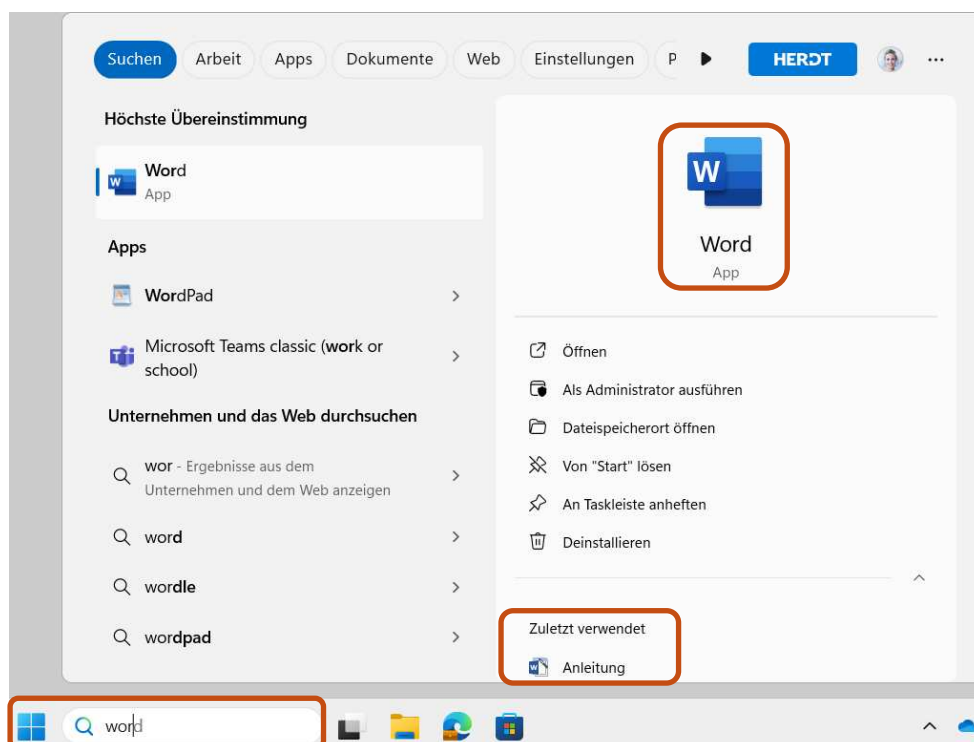 Suchen Arbeit Apps Dokumente Web Einstellungen P HERDT
Höchste Übereinstimmung
Word
App
Apps
WordPad
Microsoft Teams classic (work or
school)
Unternehmen und das Web durchsuchen
wor - Ergebnisse aus dem
Unternehmen und dem Web anzeigen
word
wordle
wordpad
Word
App
Öffnen
Als Administrator ausführen
Dateispeicherort öffnen
Von "Start" lösen
An Taskleiste anheften
Deinstallieren
Zuletzt verwendet
Anleitung
word